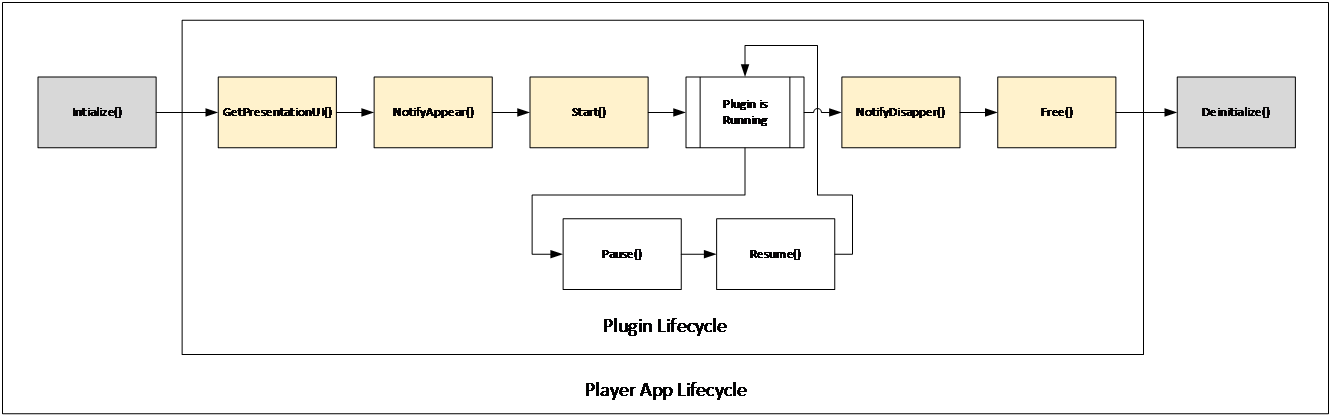 Intialize()
GetPresentationUI()
NotifyAppear()
Start()
Plugin is
Running
NotifyDisapper()
Free()
Deinitialize()
Pause()
Resume()
Plugin Lifecycle
Player App Lifecycle